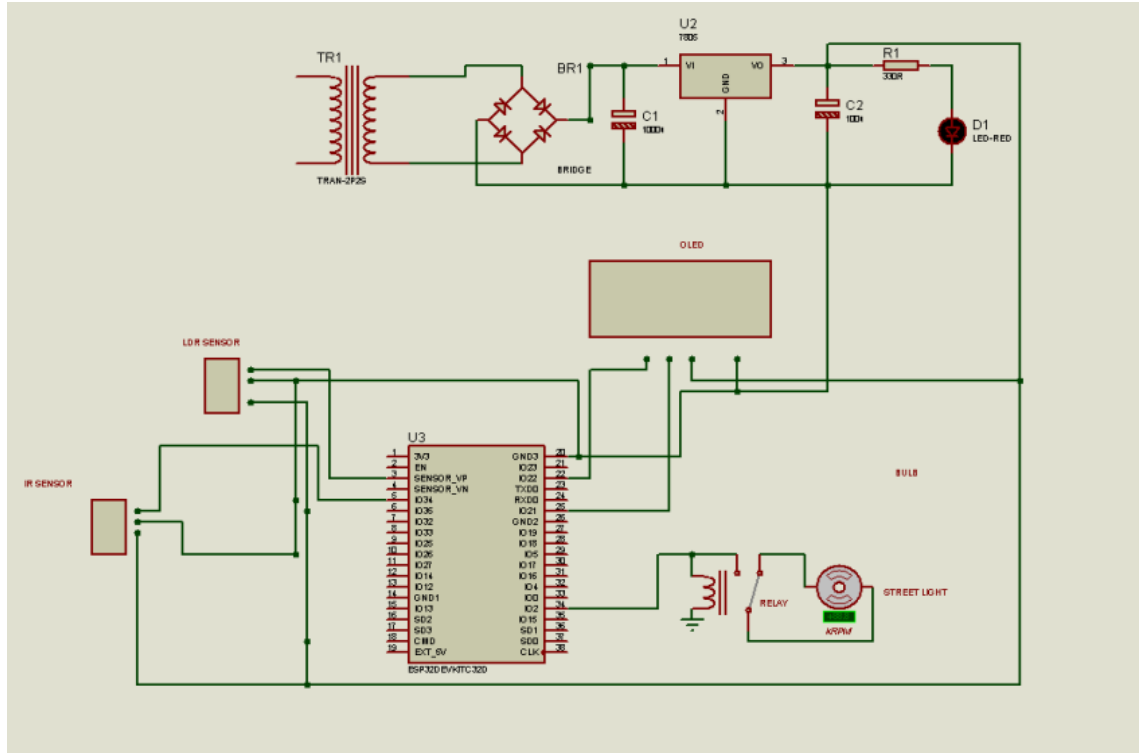 U2
7805
TR1
BR1
1
VI
VO
3
GND
2
R1
330R
C1
1000u
C2
100u
D1
LED-RED
TRAN-2P2S
BRIDGE
OLED
LDR SENSOR
U3
IR SENSOR
BULB
1 3V3
2 EN
3 SENSOR_VP
4 SENSOR_VN
5 IO34
6 IO35
7 IO32
8 IO33
9 IO25
10 IO26
11 IO27
12 IO14
13 IO12
14 GND1
15 IO13
16 SD2
17 SD3
18 CMD
19 EXT_5V
GND3 20
IO23 21
IO22 22
TXD0 23
RXD0 24
IO21 25
GND2 26
IO19 27
IO18 28
IO5 29
IO17 30
IO16 31
IO4 32
IO0 33
IO2 34
IO15 35
SD1 36
SD0 37
CLK 38
ESP32DEVKITC32D
RELAY
STREET LIGHT
kRPM